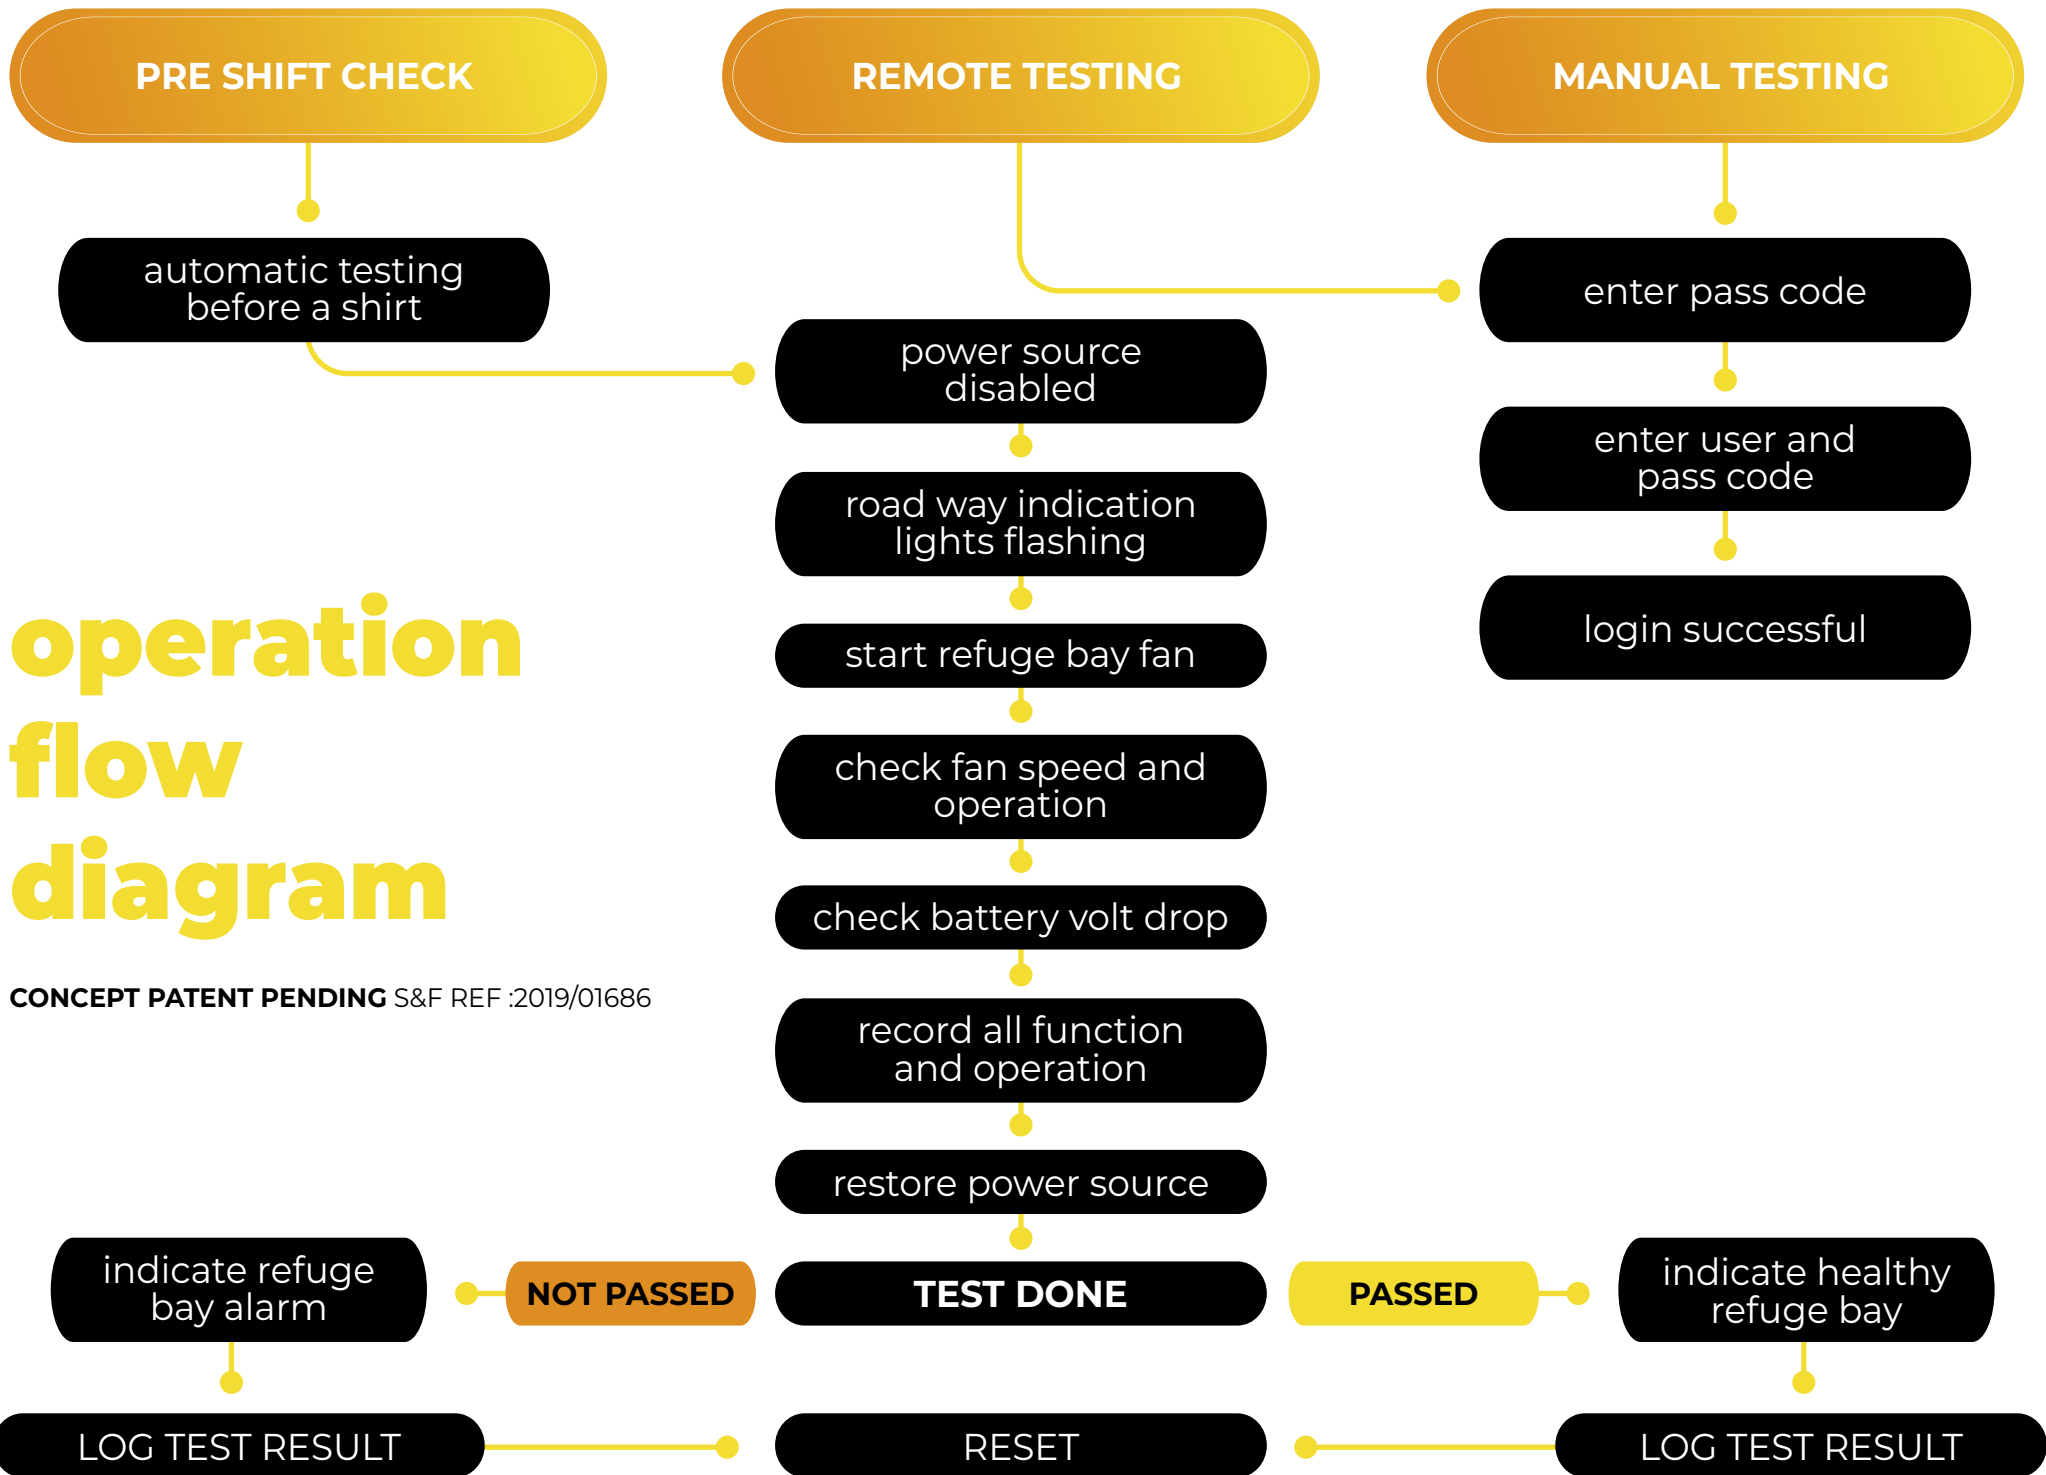 PRE SHIFT CHECK
REMOTE TESTING
MANUAL TESTING
automatic testing
before a shirt
enter pass code
power source
disabled
enter user and
pass code
road way indication
lights flashing
login successful
start refuge bay fan
operation
flow
diagram
check fan speed and
operation
check battery volt drop
CONCEPT PATENT PENDING S&F REF :2019/01686
record all function
and operation
restore power source
indicate refuge
bay alarm
NOT PASSED
TEST DONE
PASSED
indicate healthy
refuge bay
LOG TEST RESULT
RESET
LOG TEST RESULT